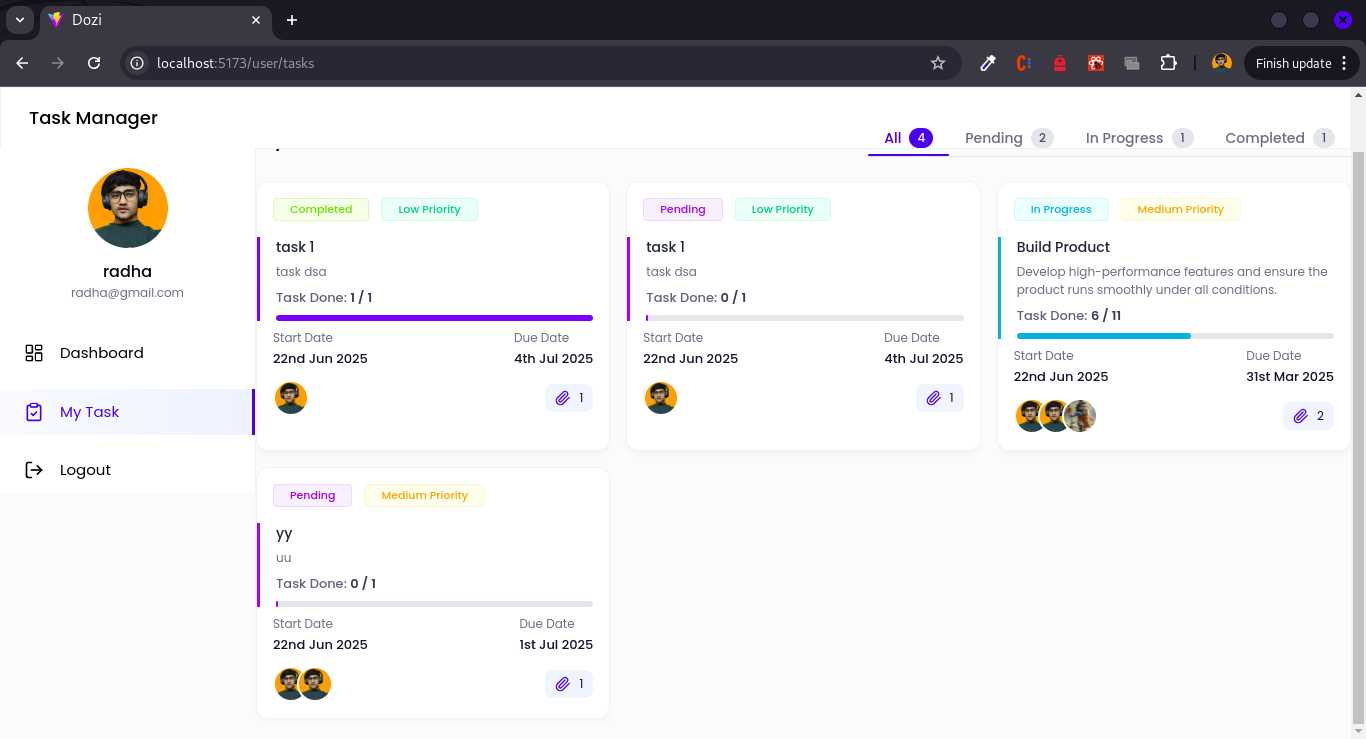 Dozi
localhost:5173/user/tasks
Finish update
Task Manager
All 4
Pending 2
In Progress 1
Completed 1
radha
radha@gmail.com
Dashboard
My Task
Logout
Completed
Low Priority
task 1
task dsa
Task Done: 1 / 1
Start Date
Due Date
22nd Jun 2025
4th Jul 2025
1
Pending
Low Priority
task 1
task dsa
Task Done: 0 / 1
Start Date
Due Date
22nd Jun 2025
4th Jul 2025
1
In Progress
Medium Priority
Build Product
Develop high-performance features and ensure the
product runs smoothly under all conditions.
Task Done: 6 / 11
Start Date
Due Date
22nd Jun 2025
31st Mar 2025
2
Pending
Medium Priority
yy
uu
Task Done: 0 / 1
Start Date
Due Date
22nd Jun 2025
1st Jul 2025
1